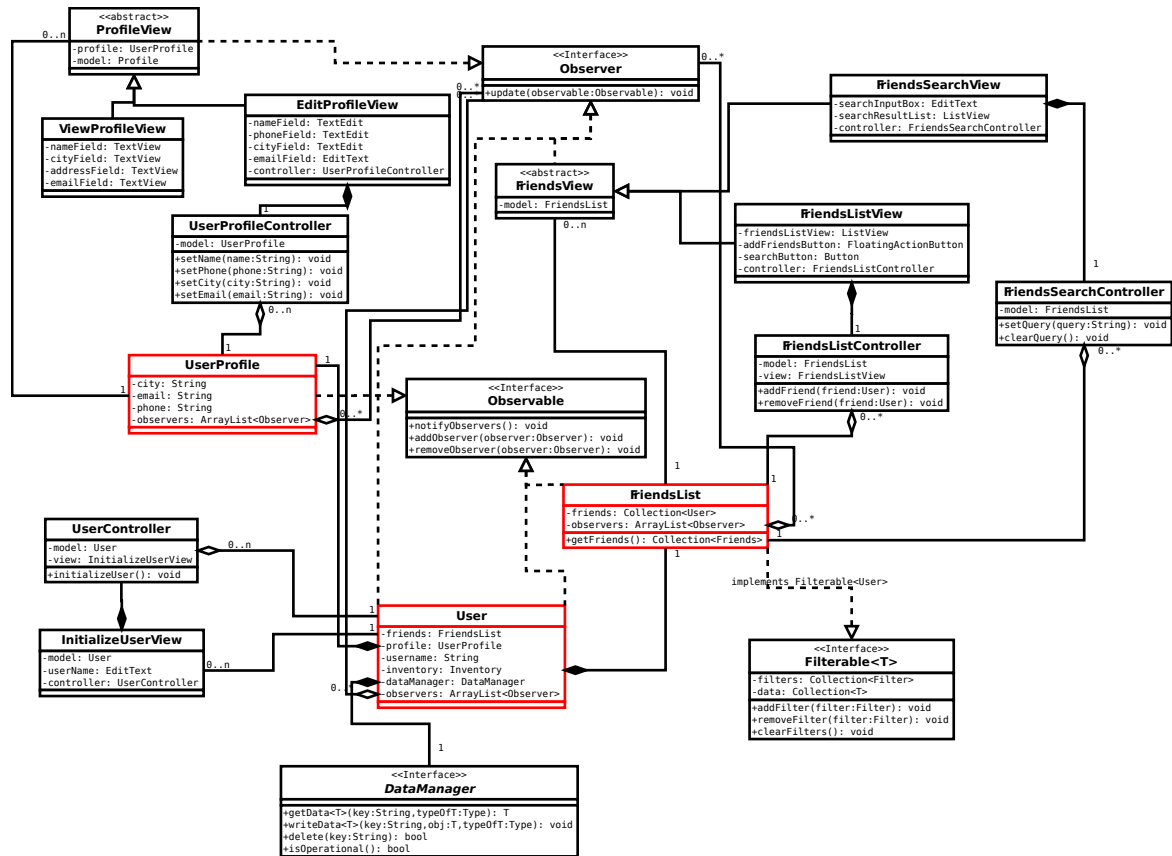 <<abstract>>
ProfileView
-profile: UserProfile
-model: Profile
0..n
<<Interface>>
Observer
+update(observable:Observable): void
0..*
0..*
0..*
FriendsSearchView
-searchInputBox: EditText
-searchResultList: ListView
-controller: FriendsSearchController
EditProfileView
-nameField: TextEdit
-phoneField: TextEdit
-cityField: TextEdit
-emailField: EditText
-controller: UserProfileController
ViewProfileView
-nameField: TextView
-cityField: TextView
-addressField: TextView
-emailField: TextView
<<abstract>>
FriendsView
-model: FriendsList
0..n
1
UserProfileController
-model: UserProfile
+setName(name:String): void
+setPhone(phone:String): void
+setCity(city:String): void
+setEmail(email:String): void
0..n
FriendsListView
-friendsListView: ListView
-addFriendsButton: FloatingActionButton
-searchButton: Button
-controller: FriendsListController
1
FriendsSearchController
-model: FriendsList
+setQuery(query:String): void
+clearQuery(): void
0..*
1
FriendsListController
-model: FriendsList
-view: FriendsListView
+addFriend(friend:User): void
+removeFriend(friend:User): void
0..*
1
1
UserProfile
-city: String
-email: String
-phone: String
-observers: ArrayList<Observer>
1
0..*
<<Interface>>
Observable
+notifyObservers(): void
+addObserver(observer:Observer): void
+removeObserver(observer:Observer): void
1
1
FriendsList
-friends: Collection<User>
-observers: ArrayList<Observer>
+getFriends(): Collection<Friends>
0..*
1
1
UserController
-model: User
-view: InitializeUserView
+initializeUser(): void
0..n
implements Filterable<User>
1
1
User
-friends: FriendsList
-profile: UserProfile
-username: String
-inventory: Inventory
-dataManager: DataManager
-observers: ArrayList<Observer>
InitializeUserView
-model: User
-userName: EditText
-controller: UserController
0..n
<<Interface>>
Filterable<T>
-filters: Collection<Filter>
-data: Collection<T>
+addFilter(filter:Filter): void
+removeFilter(filter:Filter): void
+clearFilters(): void
1
<<Interface>>
DataManager
+getData<T>(key:String,typeOfT:Type): T
+writeData<T>(key:String,obj:T,typeOfT:Type): void
+delete(key:String): bool
+isOperational(): bool